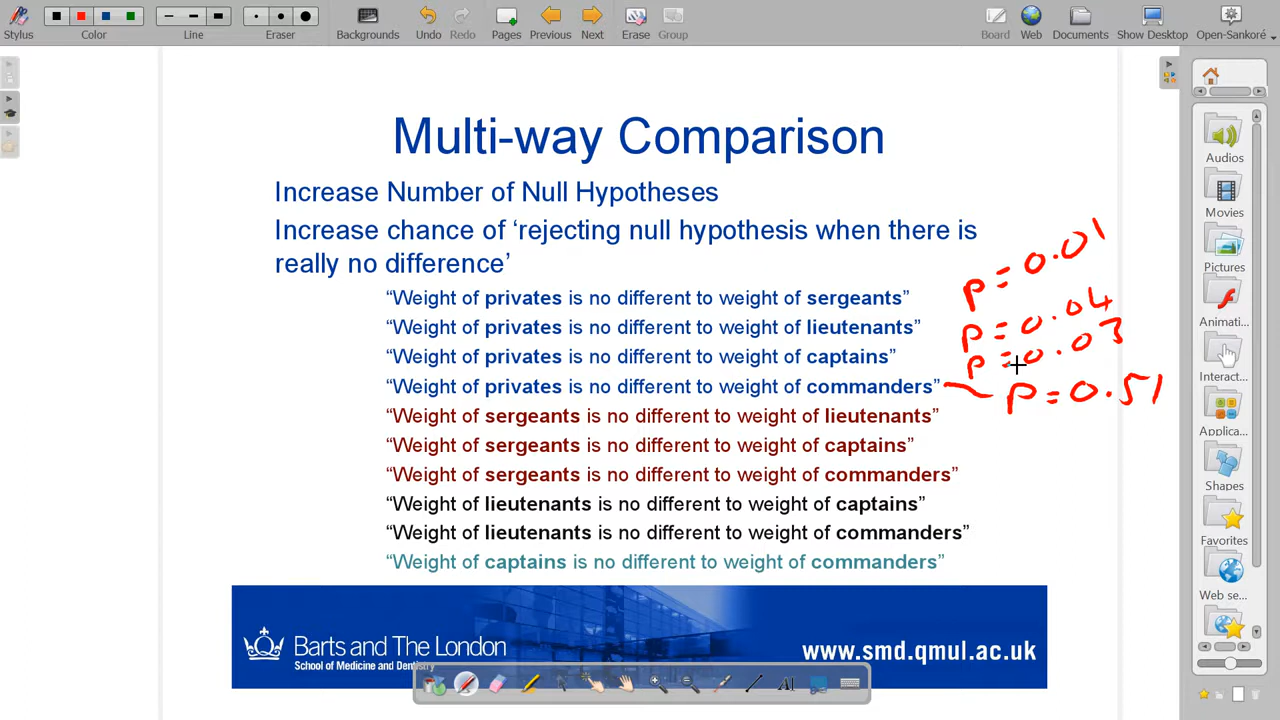 Stylus Color Line Eraser Backgrounds Undo Redo Pages Previous Next Erase Group Board Web Documents Show Desktop Open-Sankoré
Multi-way Comparison
Increase Number of Null Hypotheses
Increase chance of ‘rejecting null hypothesis when there is
really no difference’
“Weight of privates is no different to weight of sergeants”
p=0.01
“Weight of privates is no different to weight of lieutenants”
p=0.04
“Weight of privates is no different to weight of captains”
p=0.03
“Weight of privates is no different to weight of commanders”
p=0.51
“Weight of sergeants is no different to weight of lieutenants”
“Weight of sergeants is no different to weight of captains”
“Weight of sergeants is no different to weight of commanders”
“Weight of lieutenants is no different to weight of captains”
“Weight of lieutenants is no different to weight of commanders”
“Weight of captains is no different to weight of commanders”
Barts and The London
School of Medicine and Dentistry
www.smd.qmul.ac.uk
AI
Audios
Movies
Pictures
Animati...
Interact...
Applica...
Shapes
Favorites
Web se...